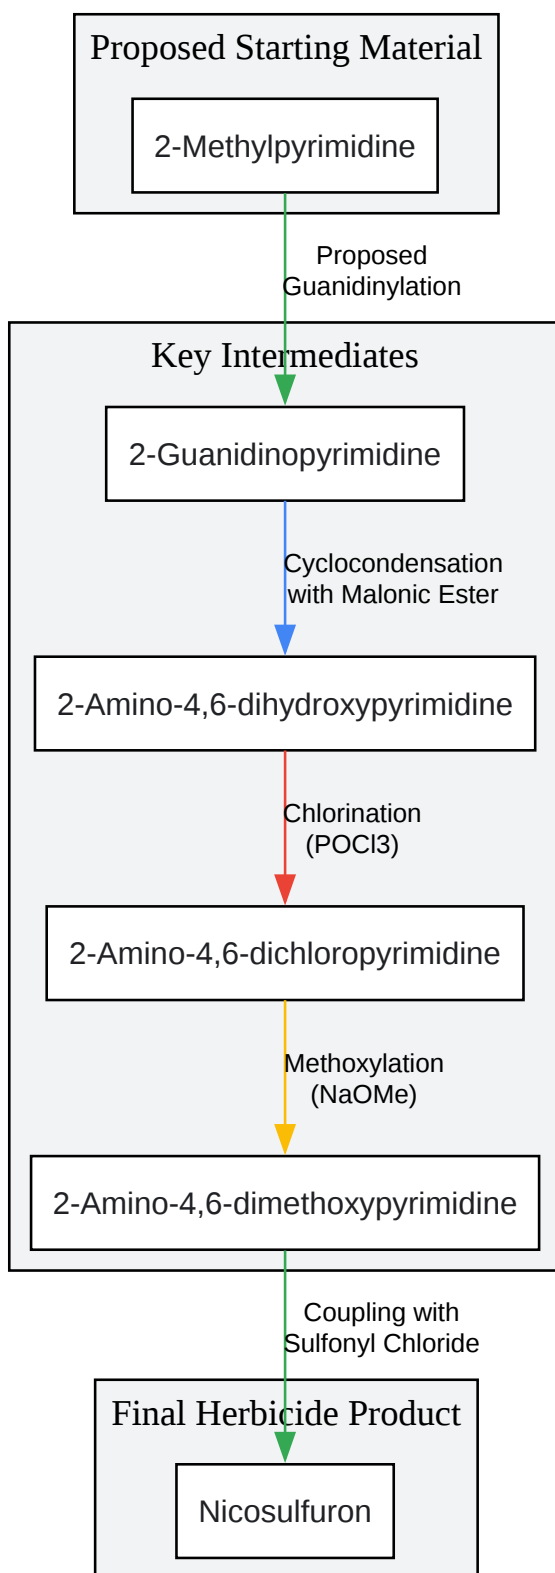 Proposed Starting Material
2-Methylpyrimidine
Proposed
Guanidinylation
Key Intermediates
2-Guanidinopyrimidine
Cyclocondensation
with Malonic Ester
2-Amino-4,6-dihydroxypyrimidine
Chlorination
(POCl3)
2-Amino-4,6-dichloropyrimidine
Methoxylation
(NaOMe)
2-Amino-4,6-dimethoxypyrimidine
Coupling with
Sulfonyl Chloride
Final Herbicide Product
Nicosulfuron